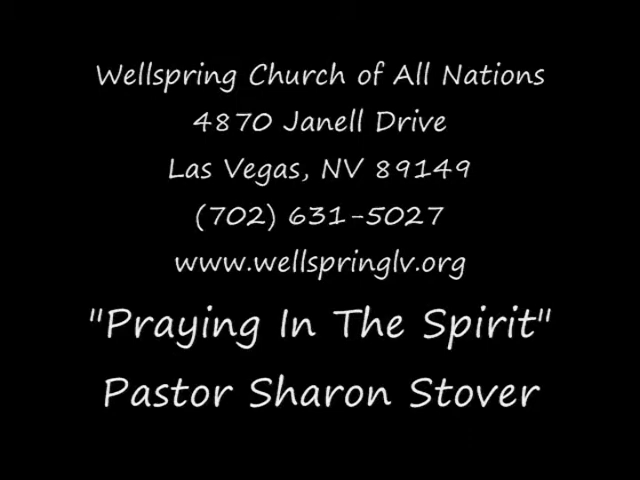 Wellspring Church of All Nations
4870 Janell Drive
Las Vegas, NV 89149
(702) 631-5027
www.wellspringlv.org
"Praying In The Spirit"
Pastor Sharon Stover